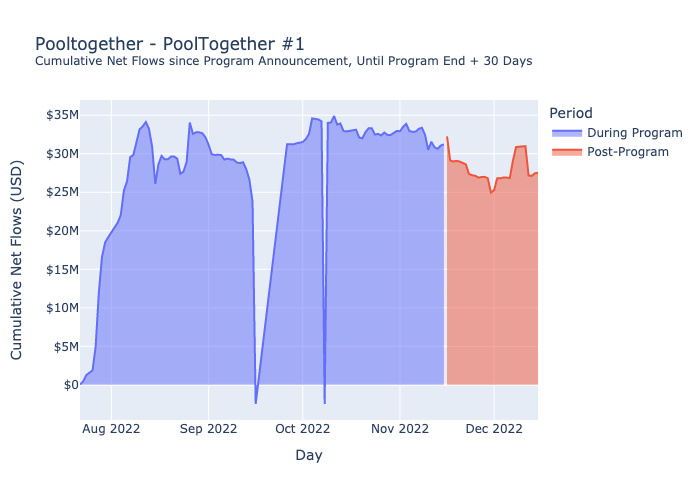 Pooltogether - PoolTogether #1
Cumulative Net Flows since Program Announcement, Until Program End + 30 Days
Period
During Program
Post-Program
Cumulative Net Flows (USD)
$35M
$30M
$25M
$20M
$15M
$10M
$5M
$0
Aug 2022 Sep 2022 Oct 2022 Nov 2022 Dec 2022
Day